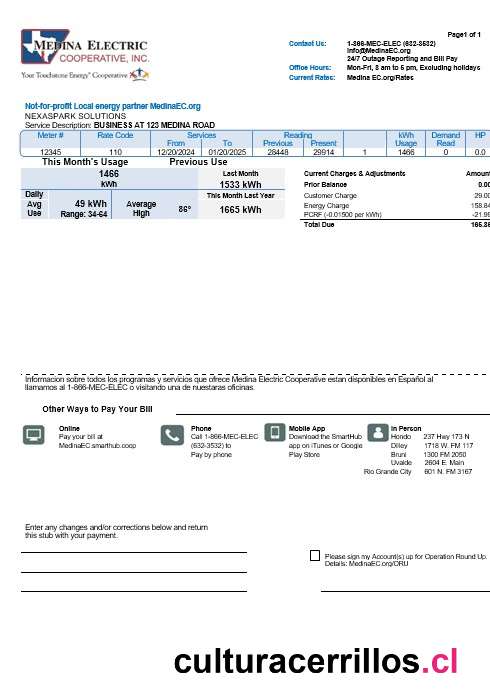 Page1 of 1
MEDINA ELECTRIC
COOPERATIVE, INC.
Your Touchstone Energy® Cooperative
Contact Us: 1-866-MEC-ELEC (632-3532)
Info@MedinaEC.org
24/7 Outage Reporting and Bill Pay
Office Hours: Mon-Fri, 8 am to 5 pm, Excluding holidays
Current Rates: Medina EC.org/Rates
Not-for-profit Local energy partner MedinaEC.org
NEXASPARK SOLUTIONS
Service Description: BUSINESS AT 123 MEDINA ROAD
Meter # Rate Code Services Reading kWh Demand HP
From To Previous Present Usage Read
12345 110 12/20/2024 01/20/2025 28448 29914 1 1466 0 0.0
This Month's Usage Previous Use
1466 Last Month
kWh 1533 kWh
Daily This Month Last Year
Avg 49 kWh Average 86° 1665 kWh
Use Range: 34-64 High
Current Charges & Adjustments Amoun
Prior Balance 0.00
Customer Charge 29.00
Energy Charge 158.84
PCRF (-0.01500 per kWh) -21.98
Total Due
Informacion sobre todos los programas y servicios que ofrece Medina Electric Cooperative estan disponibles en Español al
llamarnos al 1-866-MEC-ELEC o visitando una de nuestaras oficinas.
Other Ways to Pay Your Bill
Online
Pay your bill at
MedinaEC.smarthub.coop
Phone
Call 1-866-MEC-ELEC
(632-3532) to
Pay by phone
Mobile App
Download the SmartHub
app on iTunes or Google
Play Store
In Person
Hondo 237 Hwy 173 N
Dilley 1718 W. FM 117
Bruni 1300 FM 2050
Uvalde 2604 E. Main
Rio Grande City 601 N. FM 3167
Enter any changes and/or corrections below and return
this stub with your payment.
Please sign my Account(s) up for Operation Round Up.
Details: MedinaEC.org/ORU
culturacerrillos.cl